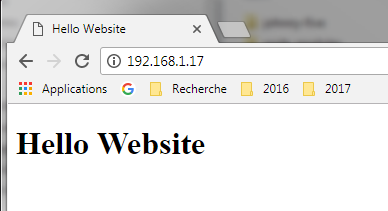 Hello Website
192.168.1.17
Applications Recherche 2016 2017
Hello Website